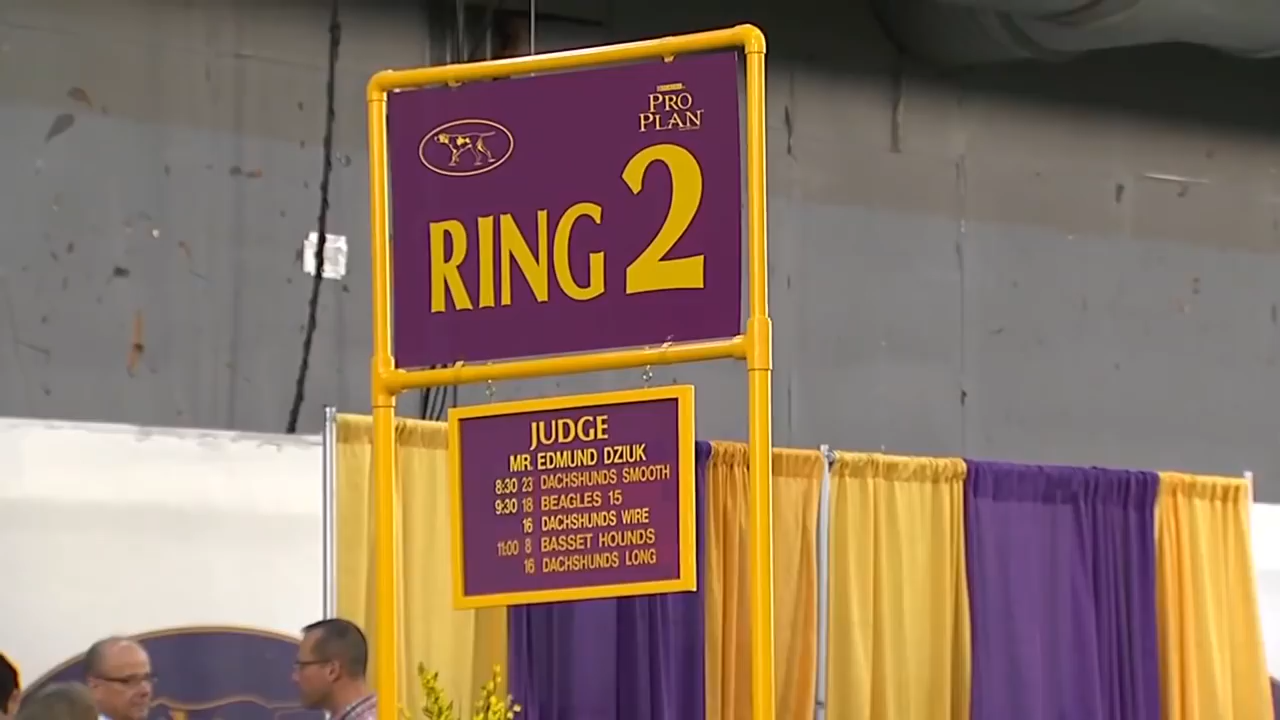 PRO
PLAN
RING 2
JUDGE
MR. EDMUND DZIUK
8:30 23 DACHSHUNDS SMOOTH
9:30 18 BEAGLES 15
16 DACHSHUNDS WIRE
11:00 8 BASSET HOUNDS
16 DACHSHUNDS LONG